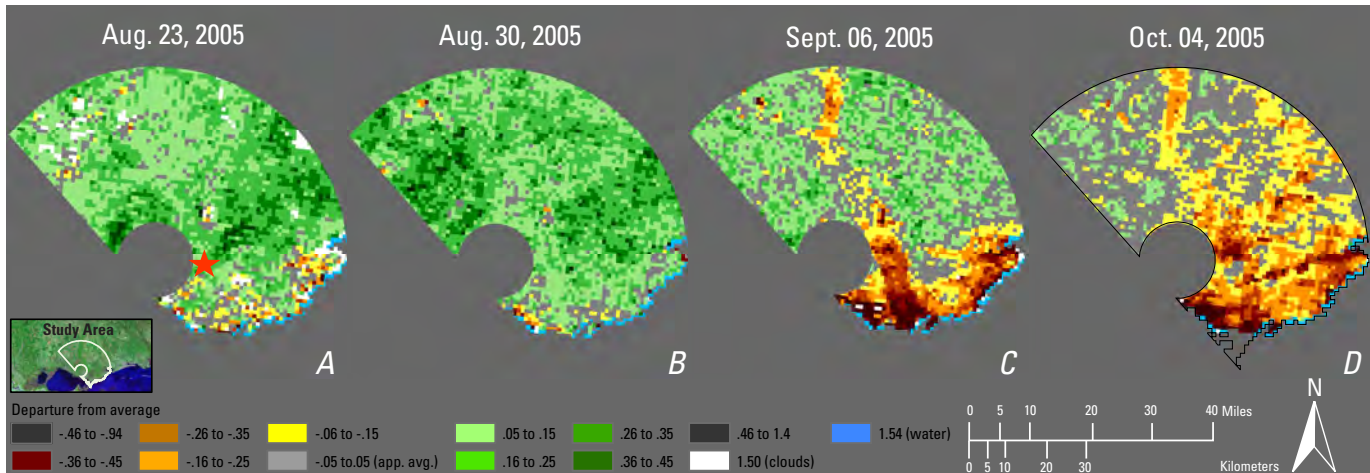 Aug. 23, 2005 Aug. 30, 2005 Sept. 06, 2005 Oct. 04, 2005
Study Area
A B C D
N
Departure from average
-.46 to -.94 -.26 to -.35 -.06 to -.15 .05 to .15 .26 to .35 .46 to 1.4 1.54 (water)
-.36 to -.45 -.16 to -.25 -.05 to.05 (app. avg.) .16 to .25 .36 to .45 1.50 (clouds)
0 5 10 20 30 40 Miles
0 5 10 20 30
Kilometers